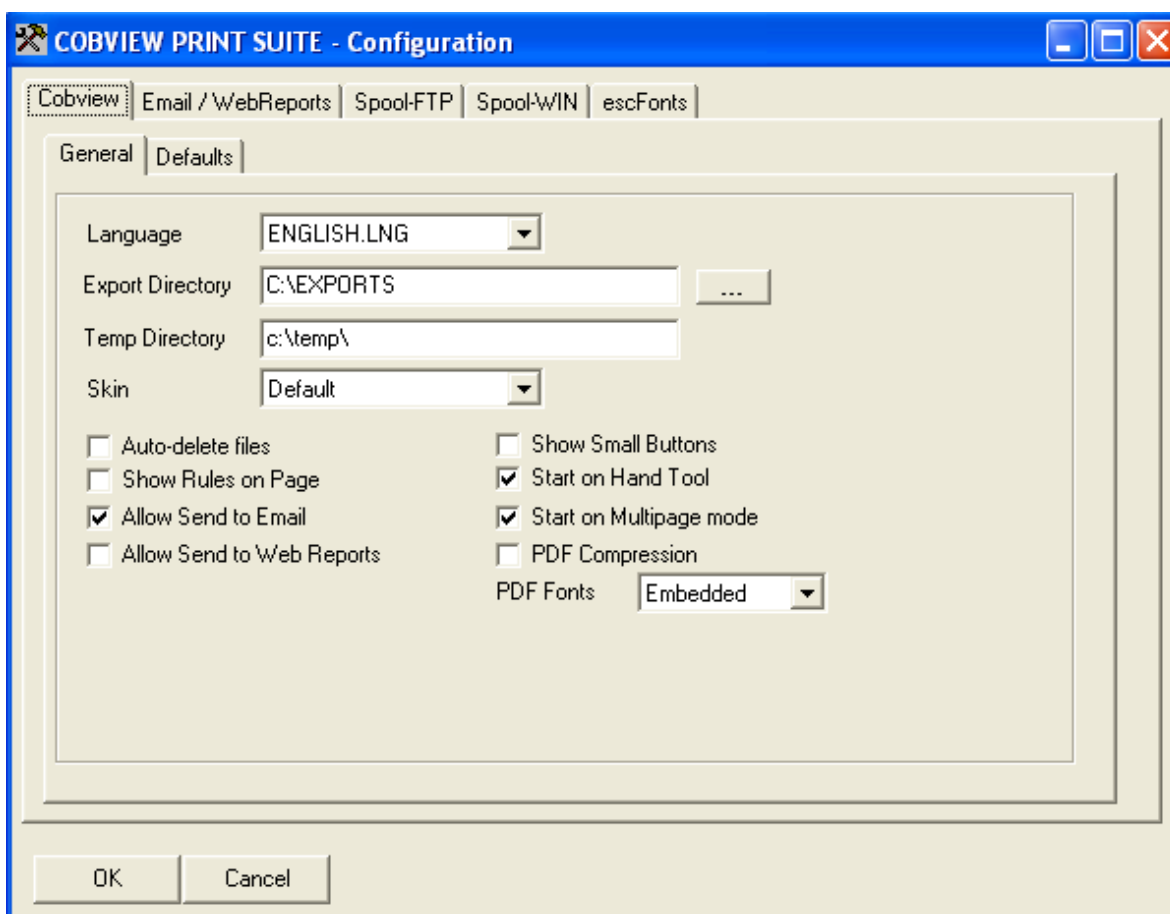 COBVIEW PRINT SUITE - Configuration
Cobview Email / WebReports Spool-FTP Spool-WIN escFonts
General Defaults
Language ENGLISH.LNG
Export Directory C:\EXPORTS ...
Temp Directory c:\temp\
Skin Default
Auto-delete files Show Small Buttons
Show Rules on Page Start on Hand Tool
Allow Send to Email Start on Multipage mode
Allow Send to Web Reports PDF Compression
PDF Fonts Embedded
OK Cancel